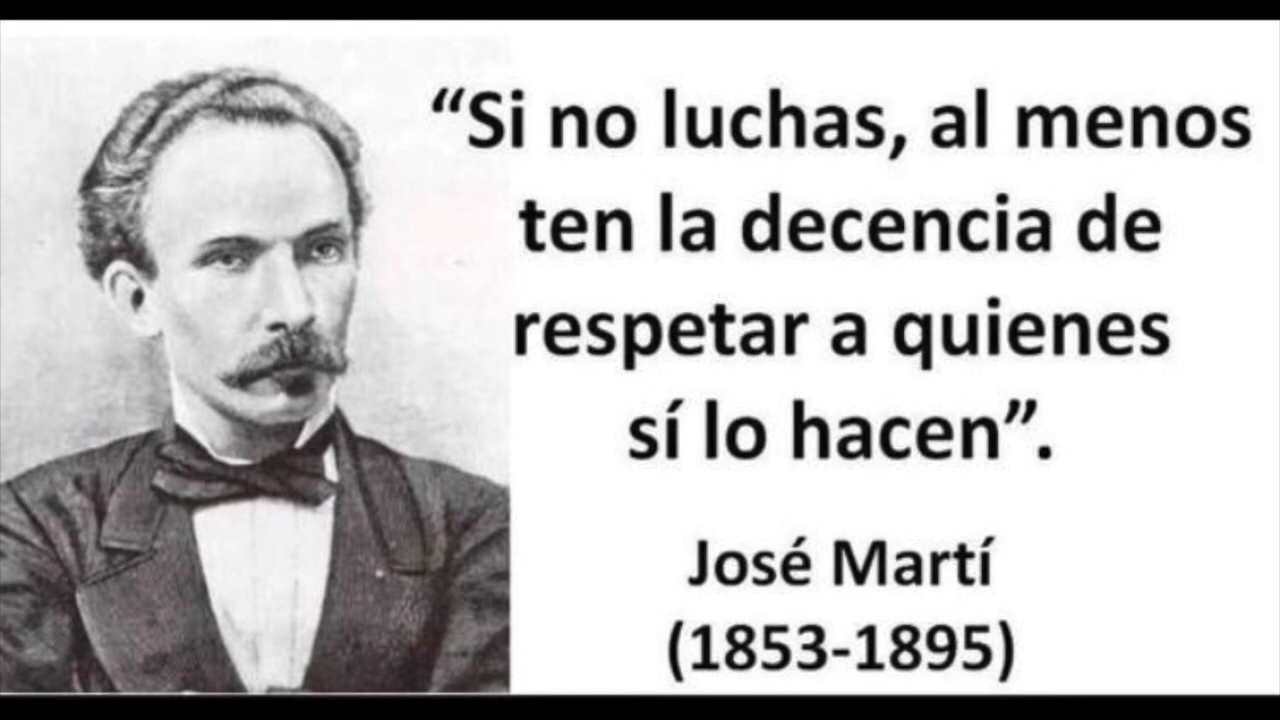 “Si no luchas, al menos
ten la decencia de
respetar a quienes
sí lo hacen”.
José Martí
(1853-1895)